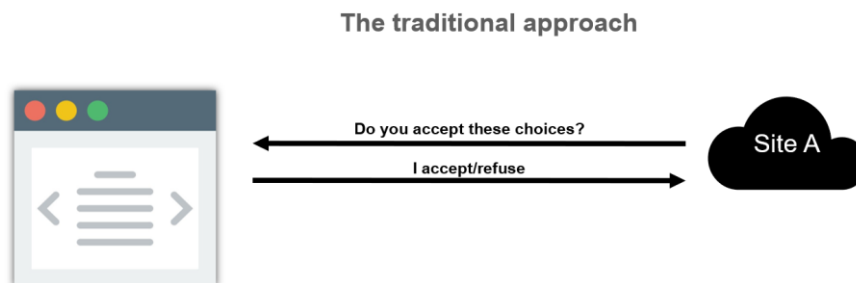 The traditional approach
Do you accept these choices?
Site A
I accept/refuse